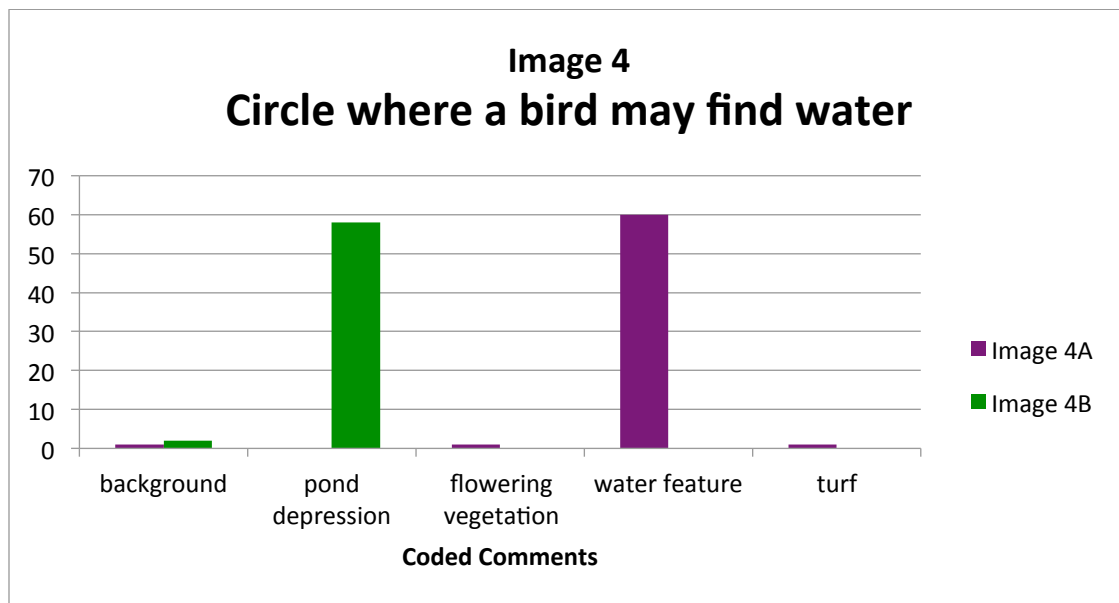 Image 4
Circle where a bird may find water
70
60
50
40
30
20
10
0
background
pond depression
flowering vegetation
water feature
turf
Coded Comments
Image 4A
Image 4B